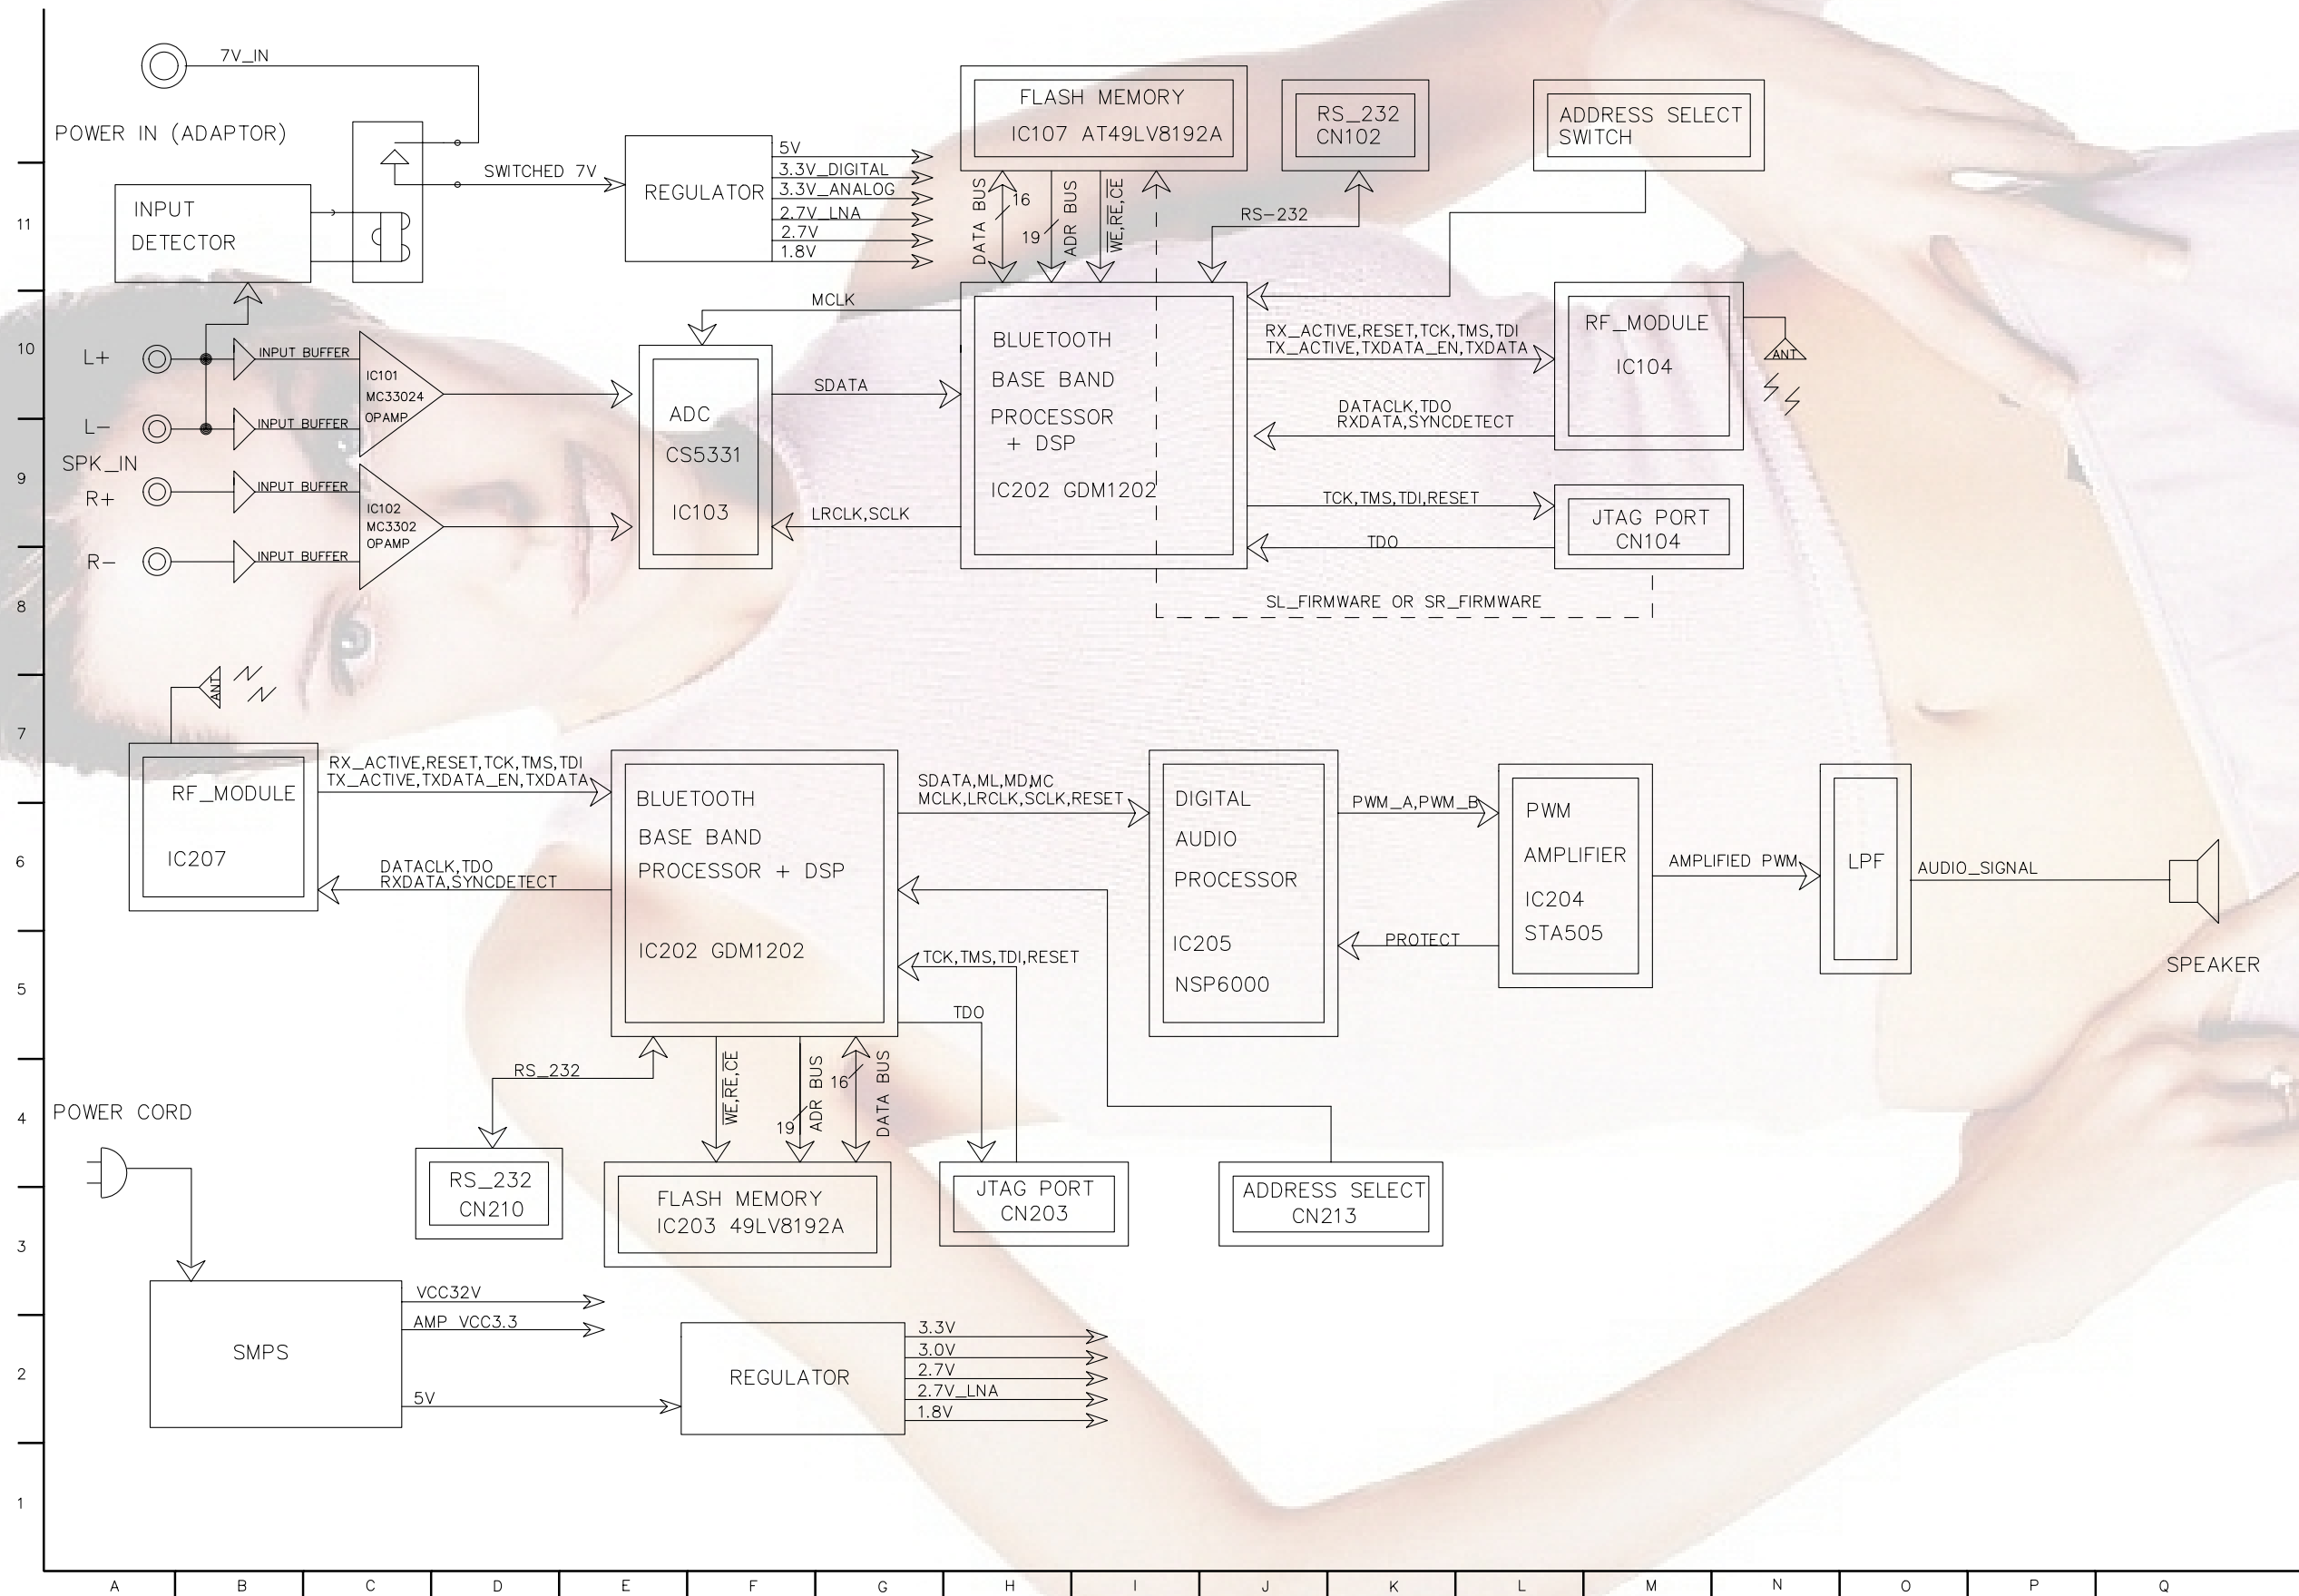 7V_IN
POWER IN (ADAPTOR)
SWITCHED 7V
INPUT
DETECTOR
REGULATOR
5V
3.3V_DIGITAL
3.3V_ANALOG
2.7V_LNA
2.7V
1.8V
FLASH MEMORY
IC107 AT49LV8192A
RS_232
CN102
ADDRESS SELECT
SWITCH
DATA BUS
16
19
ADR BUS
WE,RE,CE
RS-232
MCLK
L+
INPUT BUFFER
L-
INPUT BUFFER
SPK_IN
R+
INPUT BUFFER
R-
INPUT BUFFER
IC101
MC33024
OPAMP
IC102
MC3302
OPAMP
ADC
CS5331
IC103
SDATA
LRCLK,SCLK
BLUETOOTH
BASE BAND
PROCESSOR
+ DSP
IC202 GDM1202
RX_ACTIVE,RESET,TCK,TMS,TDI
TX_ACTIVE,TXDATA_EN,TXDATA
DATACLK,TDO
RXDATA,SYNCDETECT
RF_MODULE
IC104
ANT
TCK,TMS,TDI,RESET
TDO
JTAG PORT
CN104
SL_FIRMWARE OR SR_FIRMWARE
ANT
RF_MODULE
IC207
RX_ACTIVE,RESET,TCK,TMS,TDI
TX_ACTIVE,TXDATA_EN,TXDATA
DATACLK,TDO
RXDATA,SYNCDETECT
BLUETOOTH
BASE BAND
PROCESSOR + DSP
IC202 GDM1202
SDATA,ML,MD,MC
MCLK,LRCLK,SCLK,RESET
TCK,TMS,TDI,RESET
TDO
DIGITAL
AUDIO
PROCESSOR
IC205
NSP6000
PWM_A,PWM_B
PROTECT
PWM
AMPLIFIER
IC204
STA505
AMPLIFIED PWM
LPF
AUDIO_SIGNAL
SPEAKER
RS_232
WE,RE,CE
19
ADR BUS
16
DATA BUS
POWER CORD
RS_232
CN210
FLASH MEMORY
IC203 49LV8192A
JTAG PORT
CN203
ADDRESS SELECT
CN213
SMPS
VCC32V
AMP VCC3.3
5V
REGULATOR
3.3V
3.0V
2.7V
2.7V_LNA
1.8V
11
10
9
8
7
6
5
4
3
2
1
A B C D E F G H I J K L M N O P Q